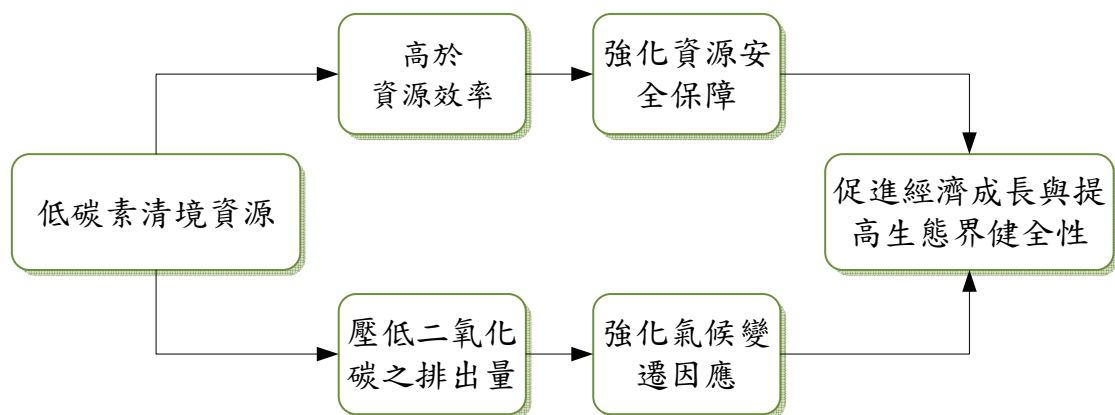 高於
資源效率
強化資源安
全保障
低碳素清境資源
促進經濟成長與提
高生態界健全性
壓低二氧化
碳之排出量
強化氣候變
遷因應